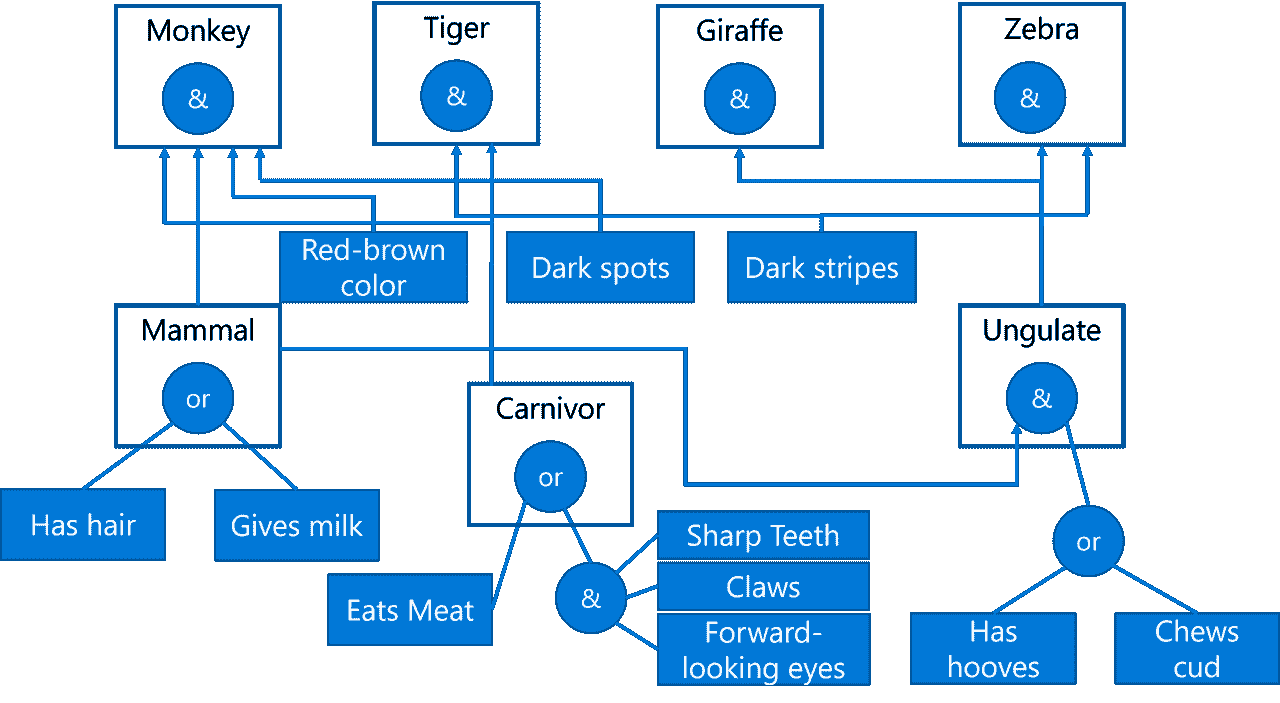 Monkey
&
Tiger
&
Giraffe
&
Zebra
&
Red-brown
color
Dark spots
Dark stripes
Mammal
or
Ungulate
&
Carnivor
or
Has hair
Gives milk
Eats Meat
&
Sharp Teeth
Claws
Forward-
looking eyes
or
Has
hooves
Chews
cud